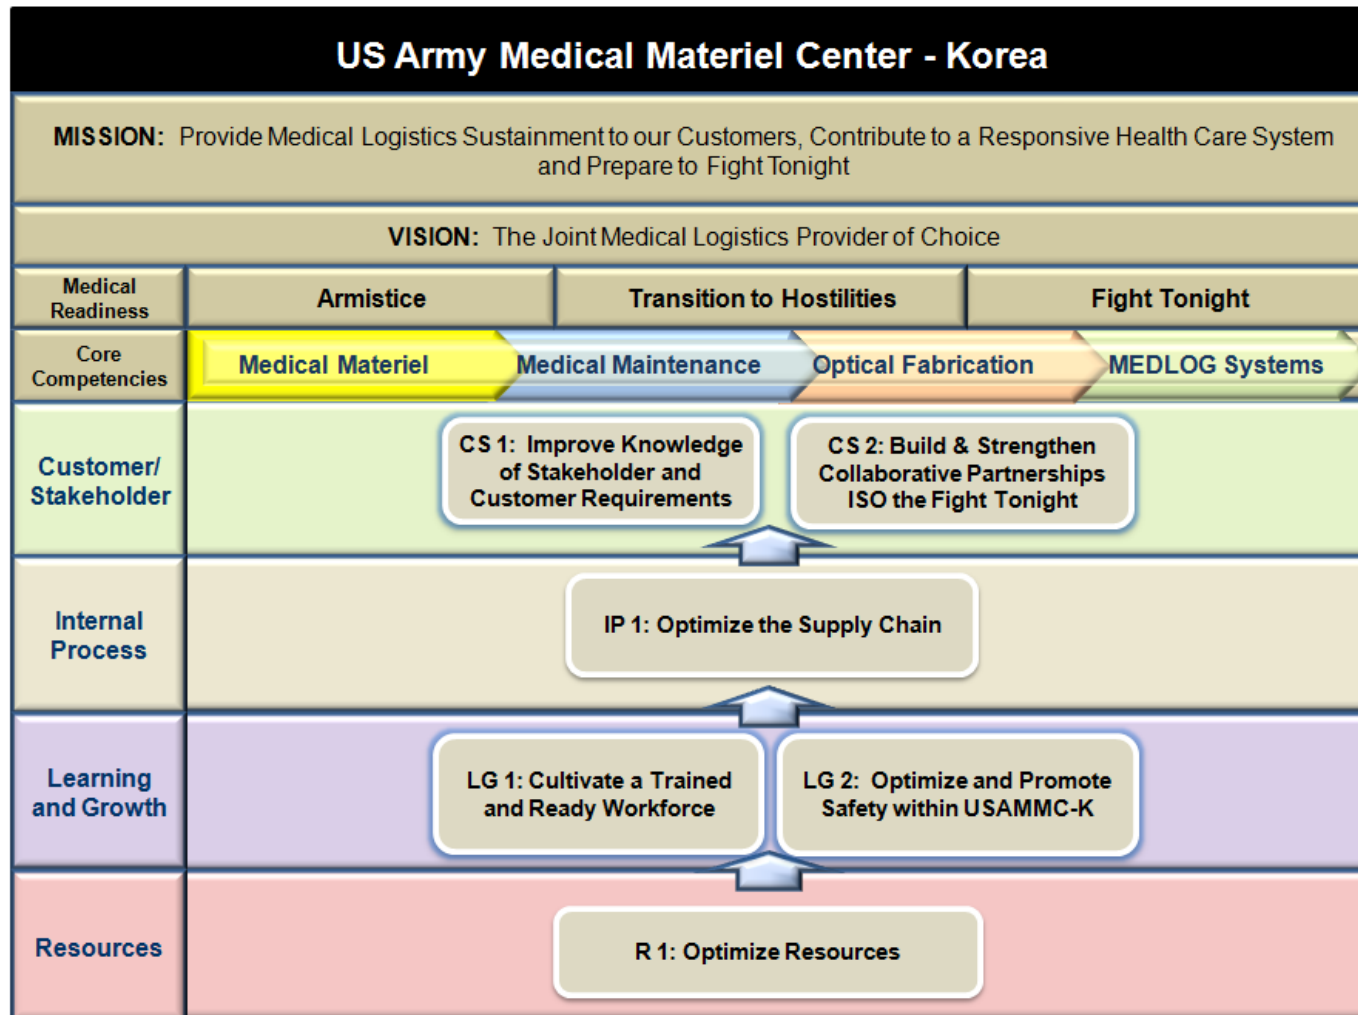 US Army Medical Materiel Center - Korea
MISSION: Provide Medical Logistics Sustainment to our Customers, Contribute to a Responsive Health Care System
and Prepare to Fight Tonight
VISION: The Joint Medical Logistics Provider of Choice
Medical
Readiness
Armistice
Transition to Hostilities
Fight Tonight
Core
Competencies
Medical Materiel
Medical Maintenance
Optical Fabrication
MEDLOG Systems
Customer/
Stakeholder
CS 1: Improve Knowledge
of Stakeholder and
Customer Requirements
CS 2: Build & Strengthen
Collaborative Partnerships
ISO the Fight Tonight
Internal
Process
IP 1: Optimize the Supply Chain
Learning
and Growth
LG 1: Cultivate a Trained
and Ready Workforce
LG 2: Optimize and Promote
Safety within USAMMC-K
Resources
R 1: Optimize Resources